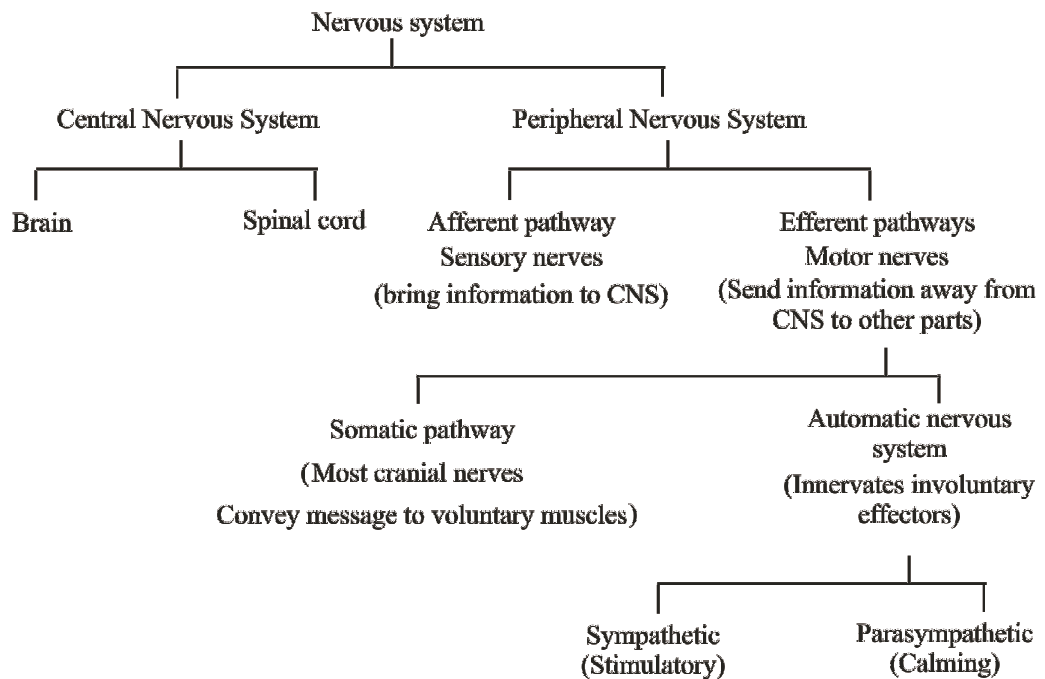 Nervous system
Central Nervous System
Peripheral Nervous System
Brain
Spinal cord
Afferent pathway
Sensory nerves
(bring information to CNS)
Efferent pathways
Motor nerves
(Send information away from
CNS to other parts)
Somatic pathway
(Most cranial nerves
Convey message to voluntary muscles)
Automatic nervous
system
(Innervates involuntary
effectors)
Sympathetic
(Stimulatory)
Parasympathetic
(Calming)